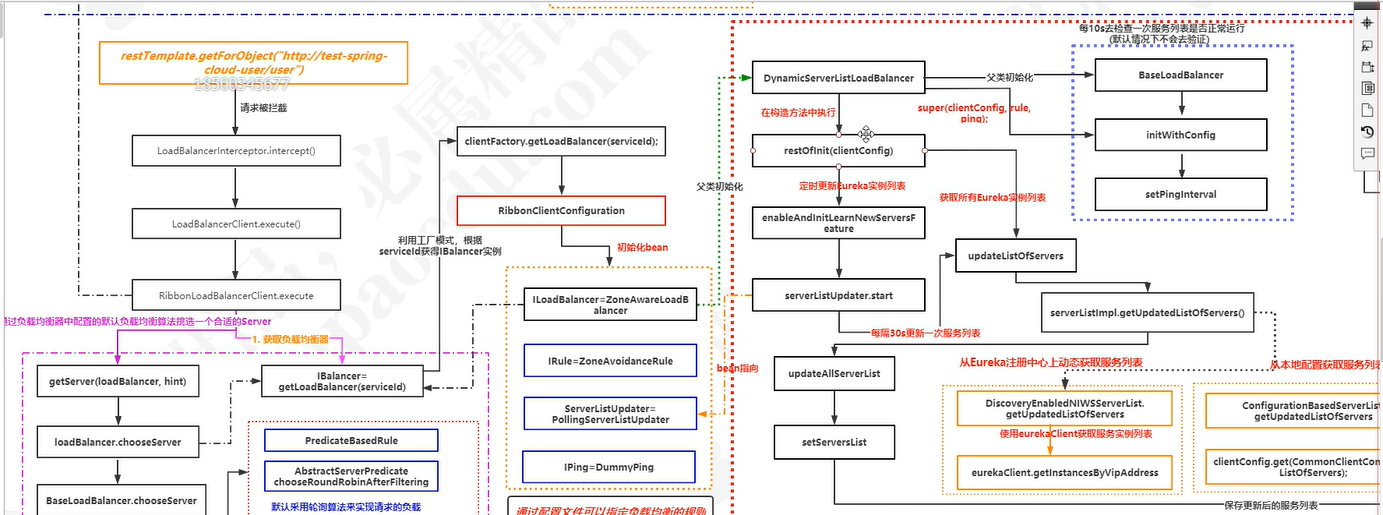 restTemplate.getForObject("http://test-spring-
cloud-user/user")
18500345677
请求被拦截
LoadBalancerInterceptor.intercept()
LoadBalancerClient.execute()
RibbonLoadBalancerClient.execute
通过负载均衡器中配置的默认负载均衡算法挑选一个合适的Server
1. 获取负载均衡器
getServer(loadBalancer, hint)
IBalancer=
getLoadBalancer(serviceId)
loadBalancer.chooseServer
BaseLoadBalancer.chooseServer
PredicateBasedRule
AbstractServerPredicate
chooseRoundRobinAfterFiltering
默认采用轮询算法来实现请求的负载
利用工厂模式，根据
serviceId获得IBalancer实例
clientFactory.getLoadBalancer(serviceId);
RibbonClientConfiguration
初始化bean
ILoadBalancer=ZoneAwareLoadB
alancer
IRule=ZoneAvoidanceRule
ServerListUpdater=
PollingServerListUpdater
IPing=DummyPing
通过配置文件可以指定负载均衡的规则
父类初始化
bean指向
DynamicServerListLoadBalancer
在构造方法中执行
restOfInit(clientConfig)
定时更新Eureka实例列表
enableAndInitLearnNewServersF
eature
serverListUpdater.start
每隔30s更新一次服务列表
updateAllServerList
setServersList
父类初始化
super(clientConfig, rule,
ping);
获取所有Eureka实例列表
updateListOfServers
serverListImpl.getUpdatedListOfServers()
每10s去检查一次服务列表是否正常运行
(默认情况下不会去验证)
BaseLoadBalancer
initWithConfig
setPingInterval
从Eureka注册中心上动态获取服务列表
DiscoveryEnabledNIWSServerList.
getUpdatedListOfServers
使用eurekaClient获取服务实例列表
eurekaClient.getInstancesByVipAddress
从本地配置获取服务列表
ConfigurationBasedServerList
getUpdatedListOfServers
clientConfig.get(CommonClientCon
ListOfServers);
保存更新后的服务列表